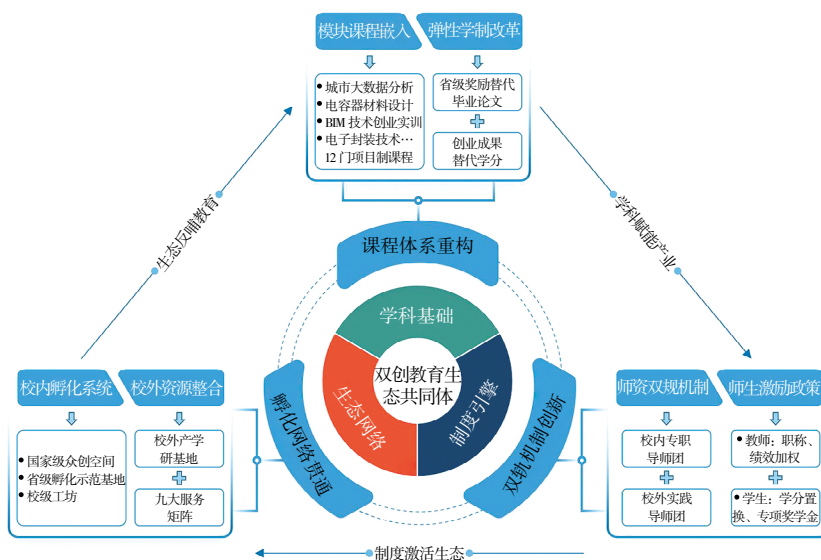 模块课程嵌入
弹性学制改革
● 城市大数据分析
● 电容器材料设计
● BIM 技术创业实训
● 电子封装技术…
12 门项目制课程
省级奖励替代
毕业论文
创业成果
替代学分
生态反哺教育
学科赋能产业
课程体系重构
学科基础
双创教育生
态共同体
生态网络
制度引擎
孵化网络贯通
双轨机制创新
校内孵化系统
校外资源整合
● 国家级众创空间
● 省级孵化示范基地
● 校级工坊
校外产学
研基地
九大服务
矩阵
师资双规机制
师生激励政策
校内专职
导师团
校外实践
导师团
● 教师：职称、
绩效加权
● 学生：学分置
换、专项奖学金
制度激活生态